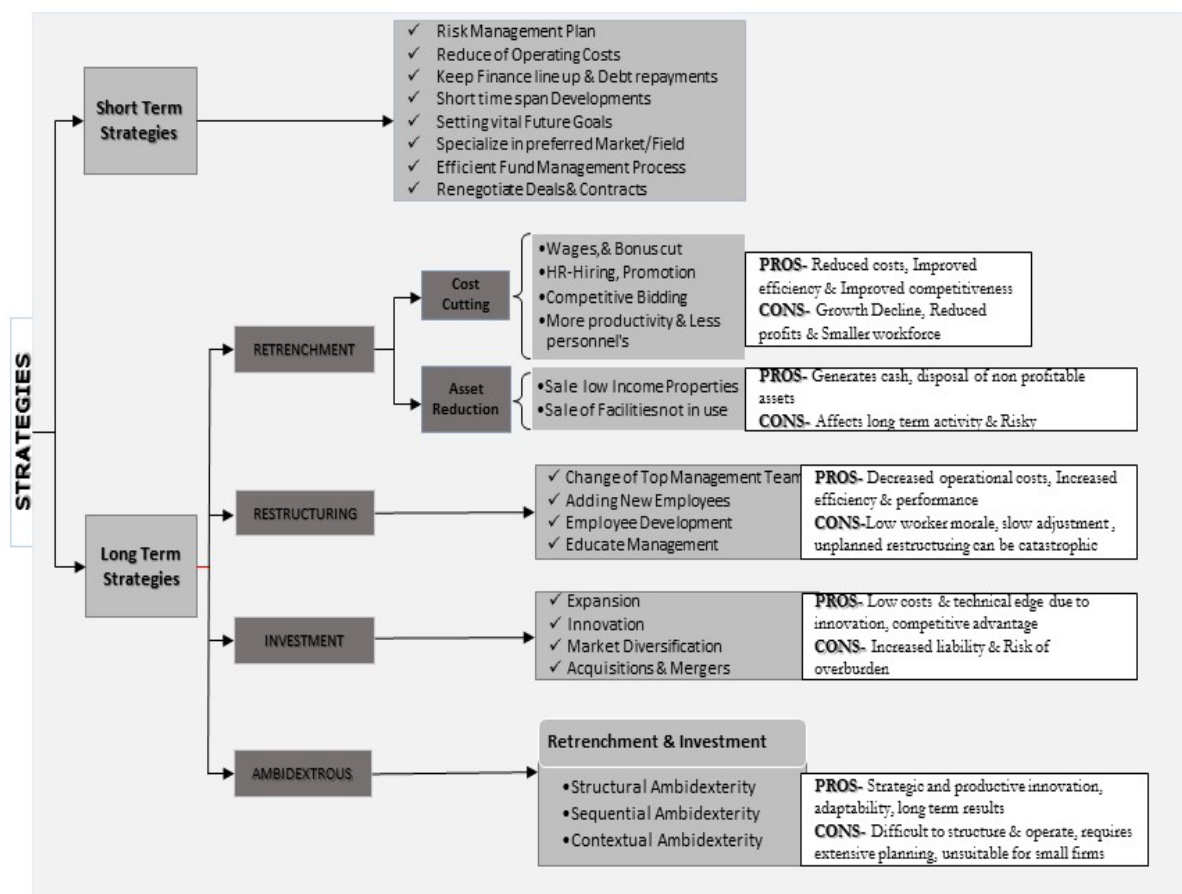 STRATEGIES
Short Term
Strategies
✓ Risk Management Plan
✓ Reduce of Operating Costs
✓ Keep Finance line up & Debt repayments
✓ Short time span Developments
✓ Setting vital Future Goals
✓ Specialize in preferred Market/Field
✓ Efficient Fund Management Process
✓ Renegotiate Deals & Contracts
Long Term
Strategies
RETRENCHMENT
Cost
Cutting
•Wages,& Bonus cut
•HR-Hiring, Promotion
•Competitive Bidding
•More productivity & Less
personnel's
PROS- Reduced costs, Improved
efficiency & Improved competitiveness
CONS- Growth Decline, Reduced
profits & Smaller workforce
Asset
Reduction
•Sale low Income Properties
•Sale of Facilities not in use
PROS- Generates cash, disposal of non profitable
assets
CONS- Affects long term activity & Risky
RESTRUCTURING
✓ Change of Top Management Team
✓ Adding New Employees
✓ Employee Development
✓ Educate Management
PROS- Decreased operational costs, Increased
efficiency & performance
CONS-Low worker morale, slow adjustment ,
unplanned restructuring can be catastrophic
INVESTMENT
✓ Expansion
✓ Innovation
✓ Market Diversification
✓ Acquisitions & Mergers
PROS- Low costs & technical edge due to
innovation, competitive advantage
CONS- Increased liability & Risk of
overburden
AMBIDEXTROUS
Retrenchment & Investment
•Structural Ambidexterity
•Sequential Ambidexterity
•Contextual Ambidexterity
PROS- Strategic and productive innovation,
adaptability, long term results
CONS- Difficult to structure & operate, requires
extensive planning, unsuitable for small firms